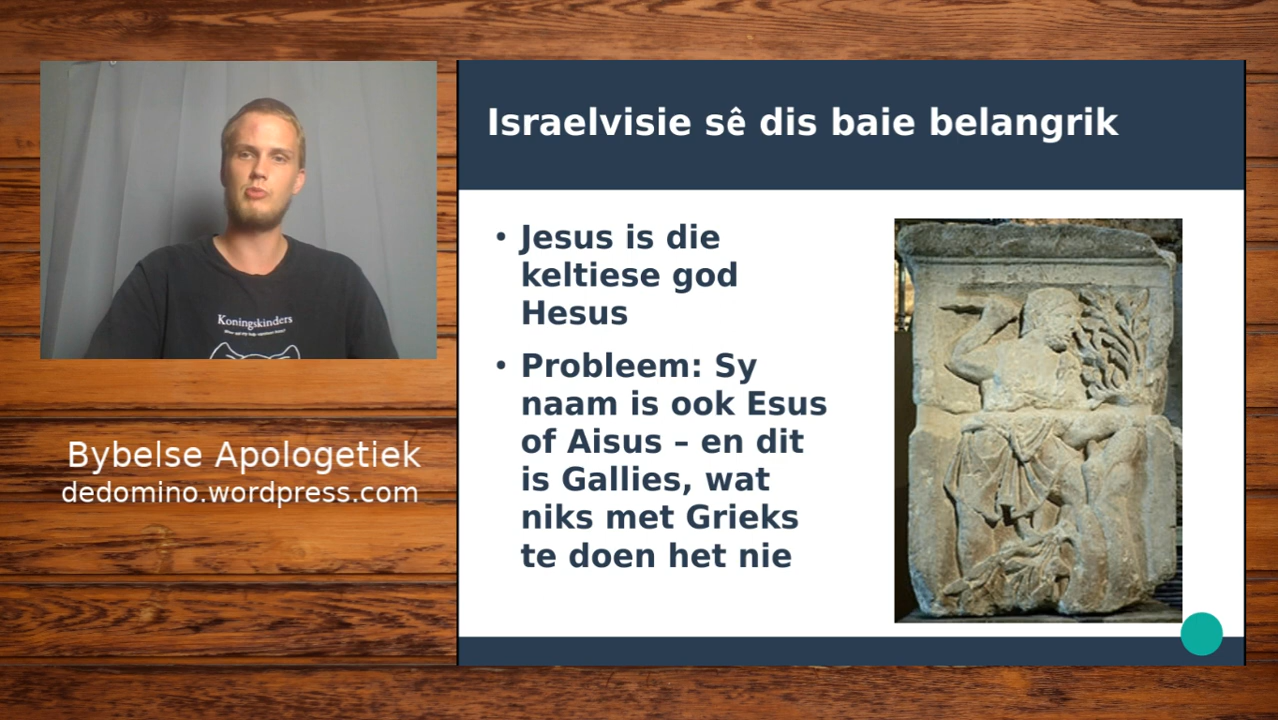 Israelvisie sê dis baie belangrik
Koningskinders
• Jesus is die
keltiese god
Hesus
• Probleem: Sy
naam is ook Esus
of Aisus – en dit
is Gallies, wat
niks met Grieks
te doen het nie
Bybelse Apologetiek
dedomino.wordpress.com